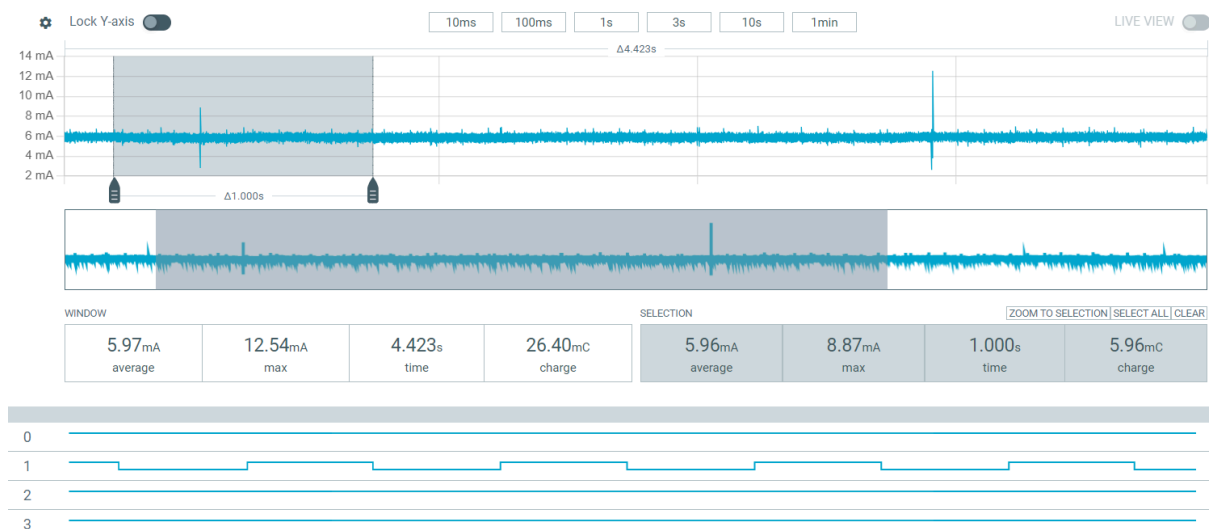 Lock Y-axis 10ms 100ms 1s 3s 10s 1min LIVE VIEW
Δ4.423s
14 mA
12 mA
10 mA
8 mA
6 mA
4 mA
2 mA
Δ1.000s
WINDOW SELECTION ZOOM TO SELECTION SELECT ALL CLEAR
5.97mA 12.54mA 4.423s 26.40mC 5.96mA 8.87mA 1.000s 5.96mC
average max time charge average max time charge
0
1
2
3